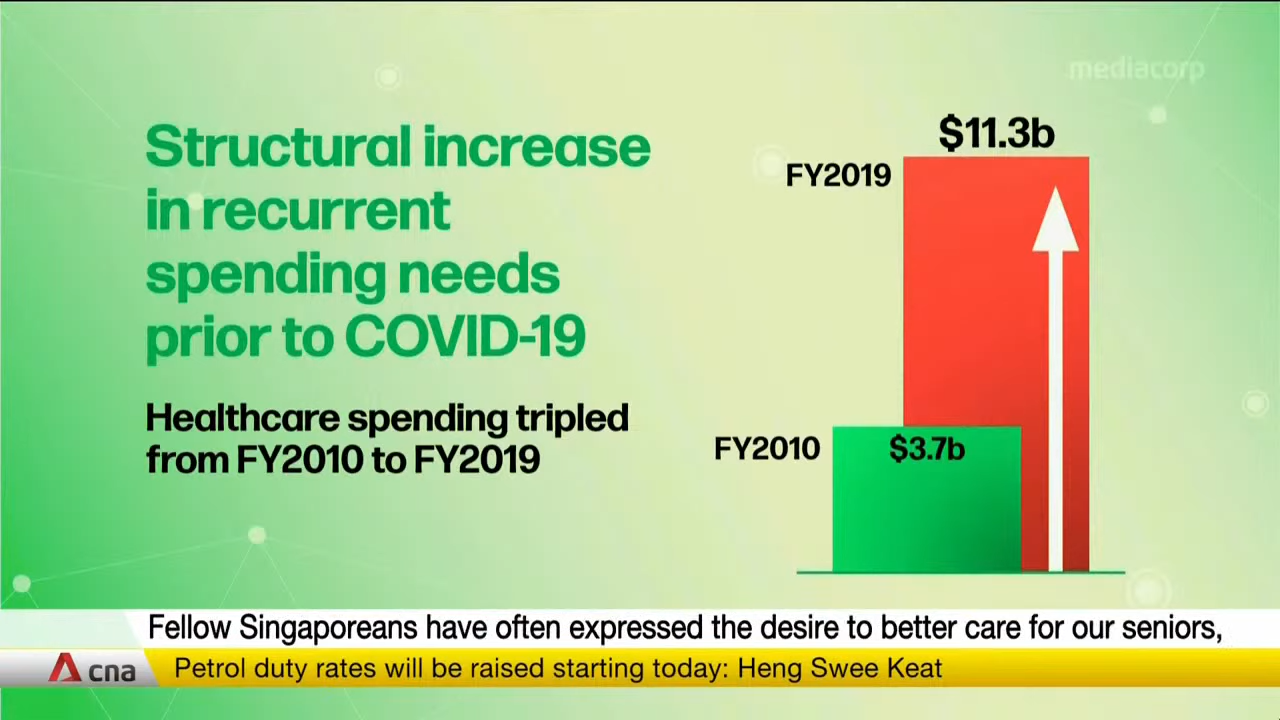 mediacorp
Structural increase
in recurrent
spending needs
prior to COVID-19
Healthcare spending tripled
from FY2010 to FY2019
$11.3b
FY2019
FY2010
$3.7b
Fellow Singaporeans have often expressed the desire to better care for our seniors,
cna
Petrol duty rates will be raised starting today: Heng Swee Keat